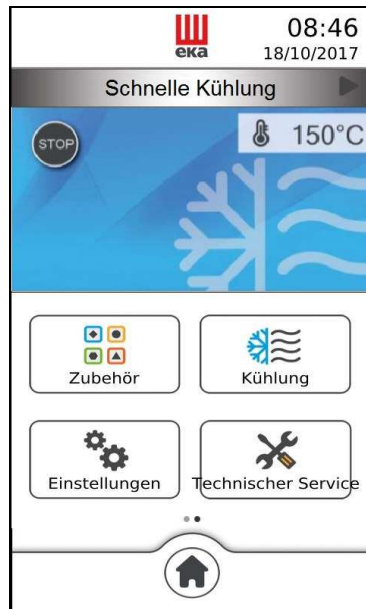 eka
08:46
18/10/2017
Schnelle Kühlung
STOP
150°C
Zubehör
Kühlung
Einstellungen
Technischer Service